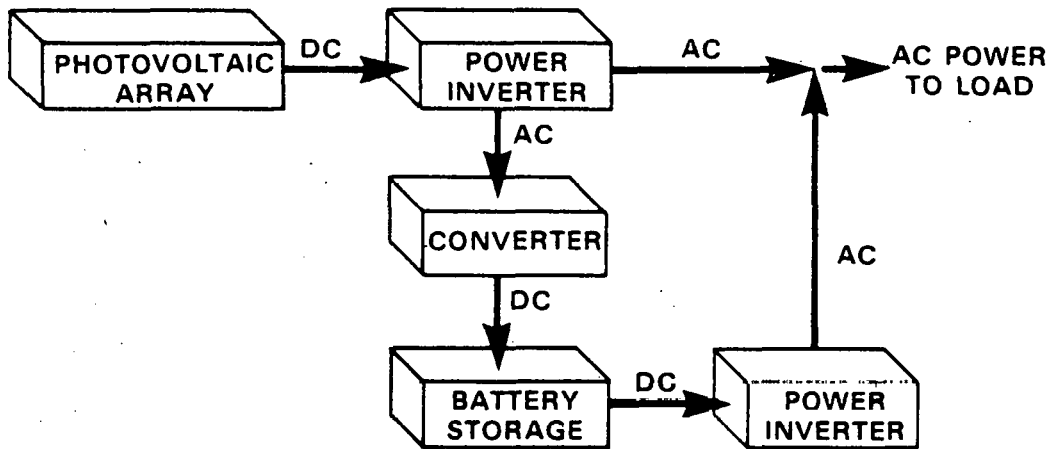 PHOTOVOLTAIC
ARRAY
DC
POWER
INVERTER
AC
AC POWER
TO LOAD
AC
CONVERTER
AC
DC
BATTERY
STORAGE
DC
POWER
INVERTER